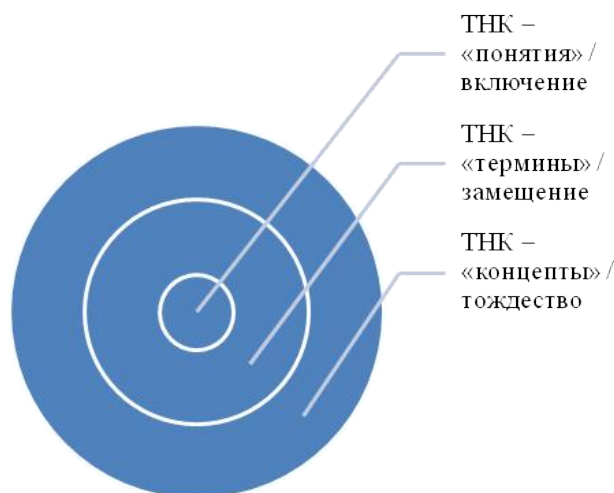 ТНК –
«понятия» /
включение
ТНК –
«термины» /
замещение
ТНК –
«концепты» /
тождество